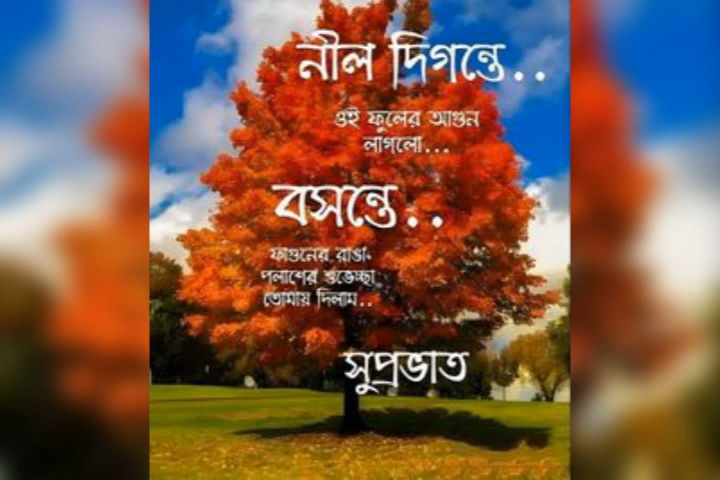 নীল দিগন্তে..
ওই ফুলের আগুন
লাগলো...
বসন্তে..
ফাগুনের রাঙা
পলাশের শুভেচ্ছা
তোমায় দিলাম..
সুপ্রভাত